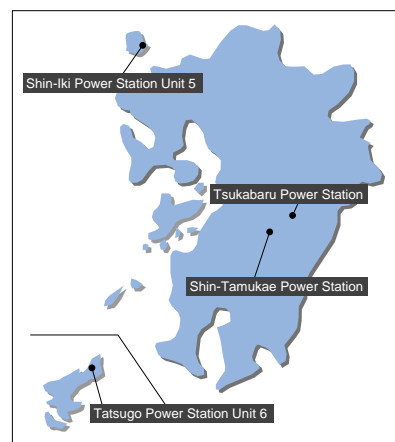 Shin-Iki Power Station Unit 5
Tsukabaru Power Station
Shin-Tamukae Power Station
Tatsugo Power Station Unit 6